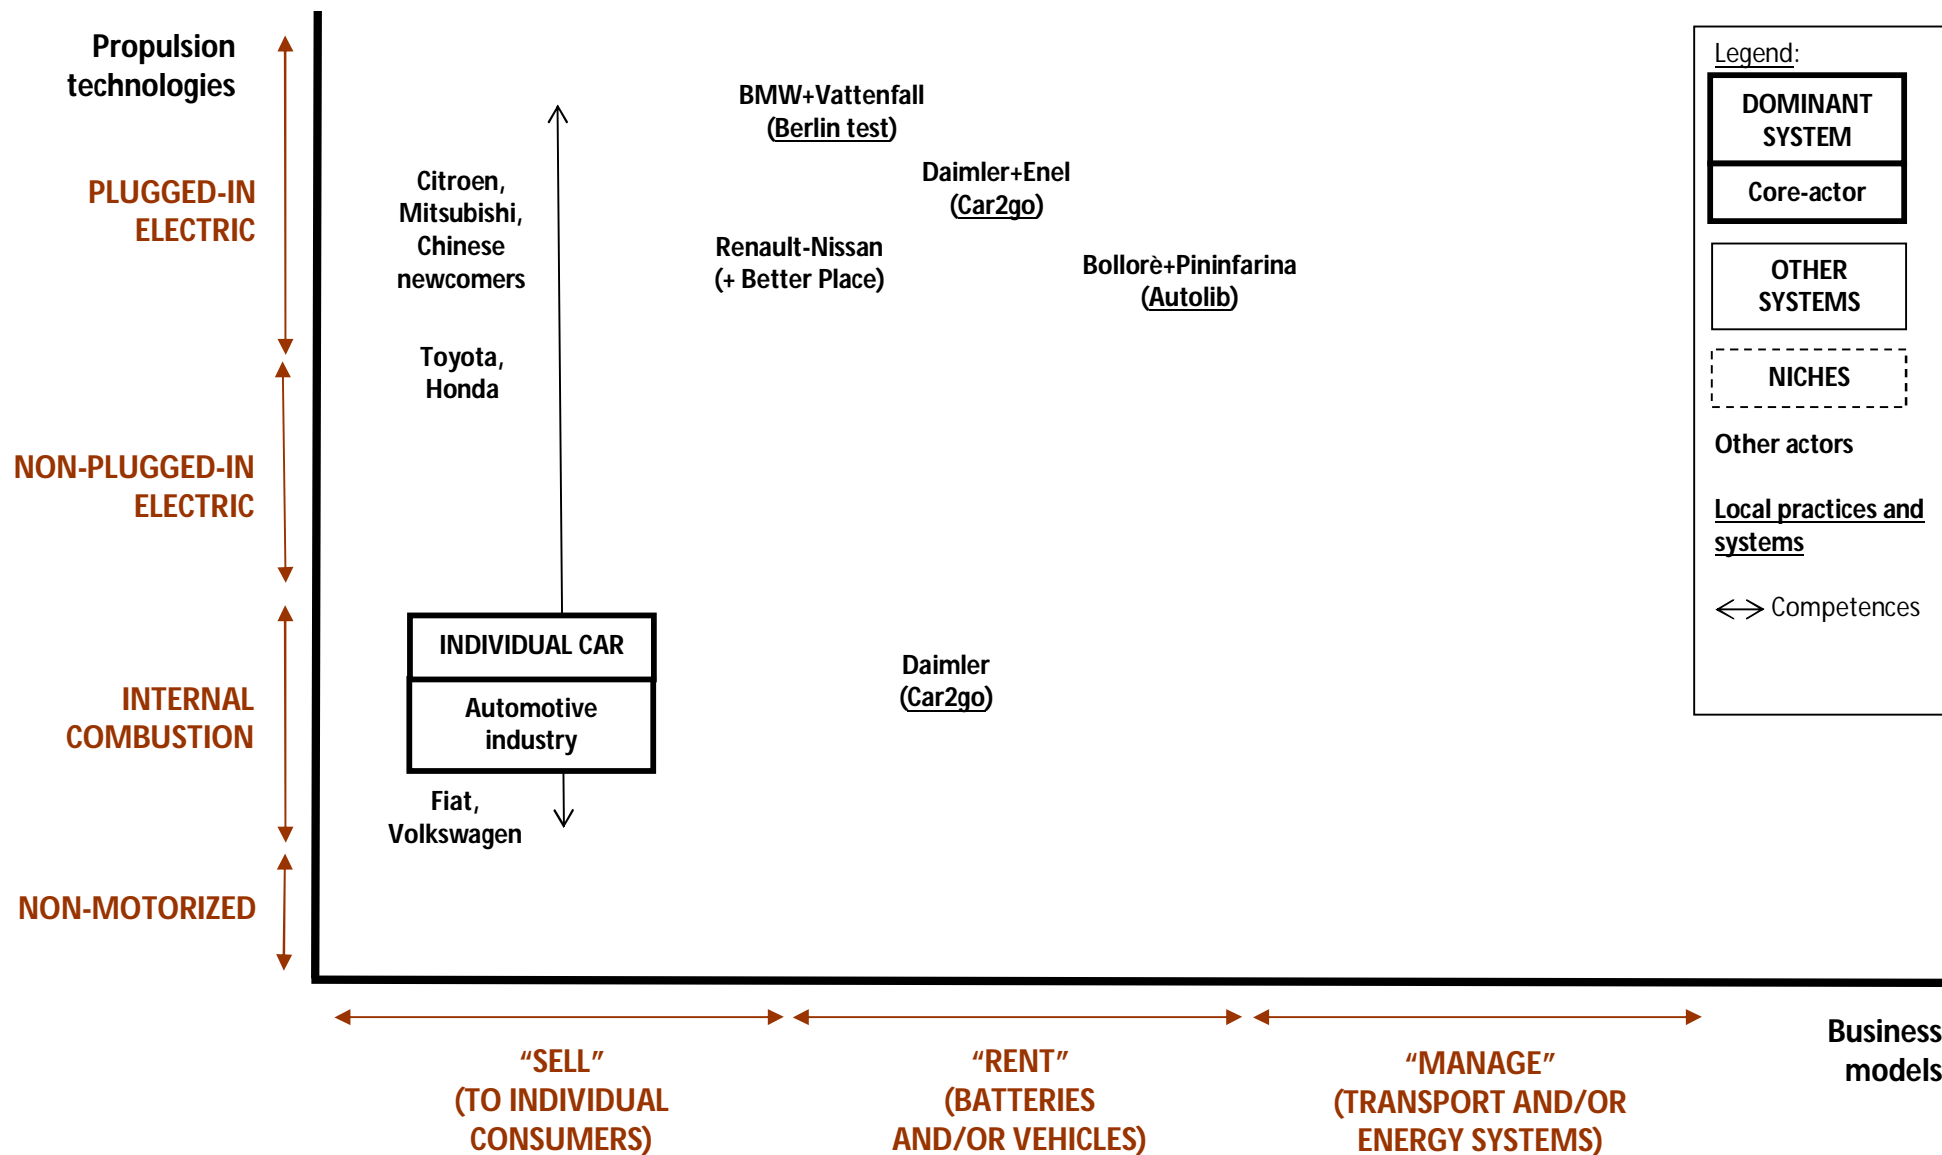 Propulsion
technologies
PLUGGED-IN
ELECTRIC
NON-PLUGGED-IN
ELECTRIC
INTERNAL
COMBUSTION
NON-MOTORIZED
Citroen,
Mitsubishi,
Chinese
newcomers
Toyota,
Honda
INDIVIDUAL CAR
Automotive
industry
Fiat,
Volkswagen
BMW+Vattenfall
(Berlin test)
Daimler+Enel
(Car2go)
Renault-Nissan
(+ Better Place)
Bollorè+Pininfarina
(Autolib)
Daimler
(Car2go)
Legend:
DOMINANT
SYSTEM
Core-actor
OTHER
SYSTEMS
NICHES
Other actors
Local practices and
systems
Competences
“SELL”
(TO INDIVIDUAL
CONSUMERS)
“RENT”
(BATTERIES
AND/OR VEHICLES)
“MANAGE”
(TRANSPORT AND/OR
ENERGY SYSTEMS)
Business
models